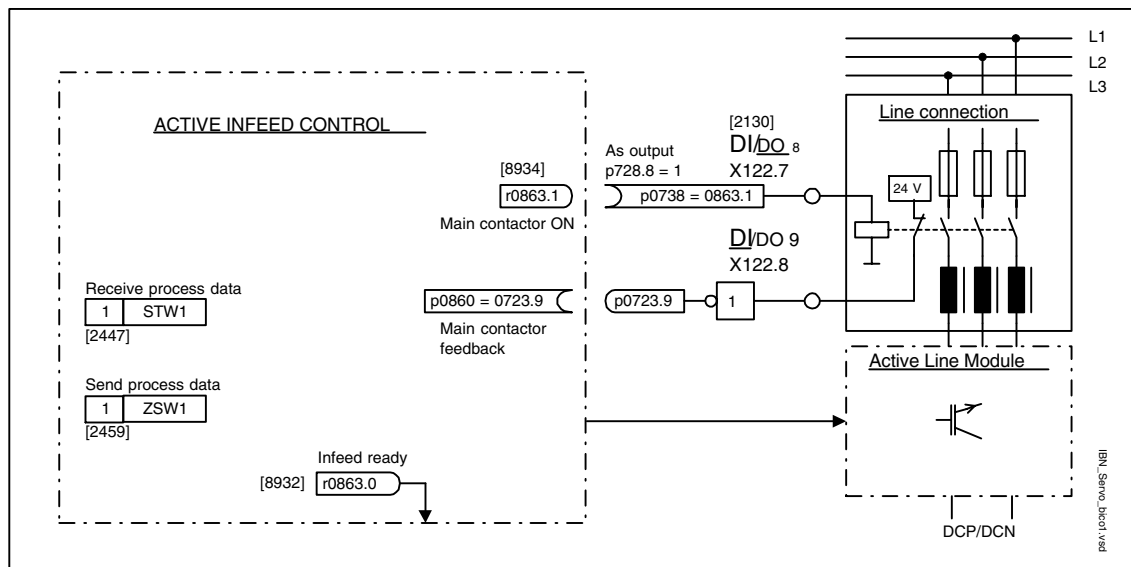 L1
L2
L3
ACTIVE INFEED CONTROL
Line connection
[2130]
DI/DO 8
X122.7
As output
p728.8 = 1
[8934]
r0863.1
p0738 = 0863.1
Main contactor ON
24 V
DI/DO 9
X122.8
Receive process data
1 STW1
[2447]
p0860 = 0723.9
p0723.9
1
Main contactor
feedback
Active Line Module
Send process data
1 ZSW1
[2459]
Infeed ready
[8932]
r0863.0
DCP/DCN
IBN_Servo_bico1.vsd